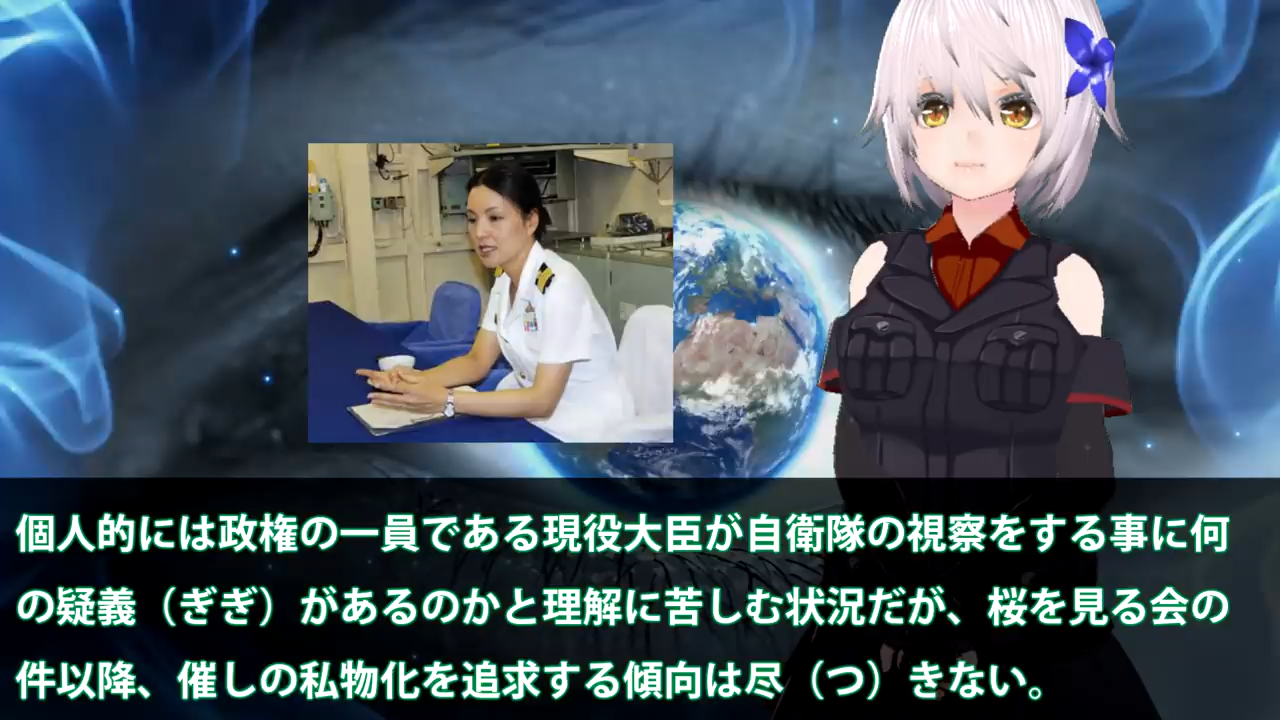 個人的には政権の一員である現役大臣が自衛隊の視察をする事に何
の疑義（ぎぎ）があるのかと理解に苦しむ状況だが、桜を見る会の
件以降、催しの私物化を追求する傾向は尽（つ）きない。